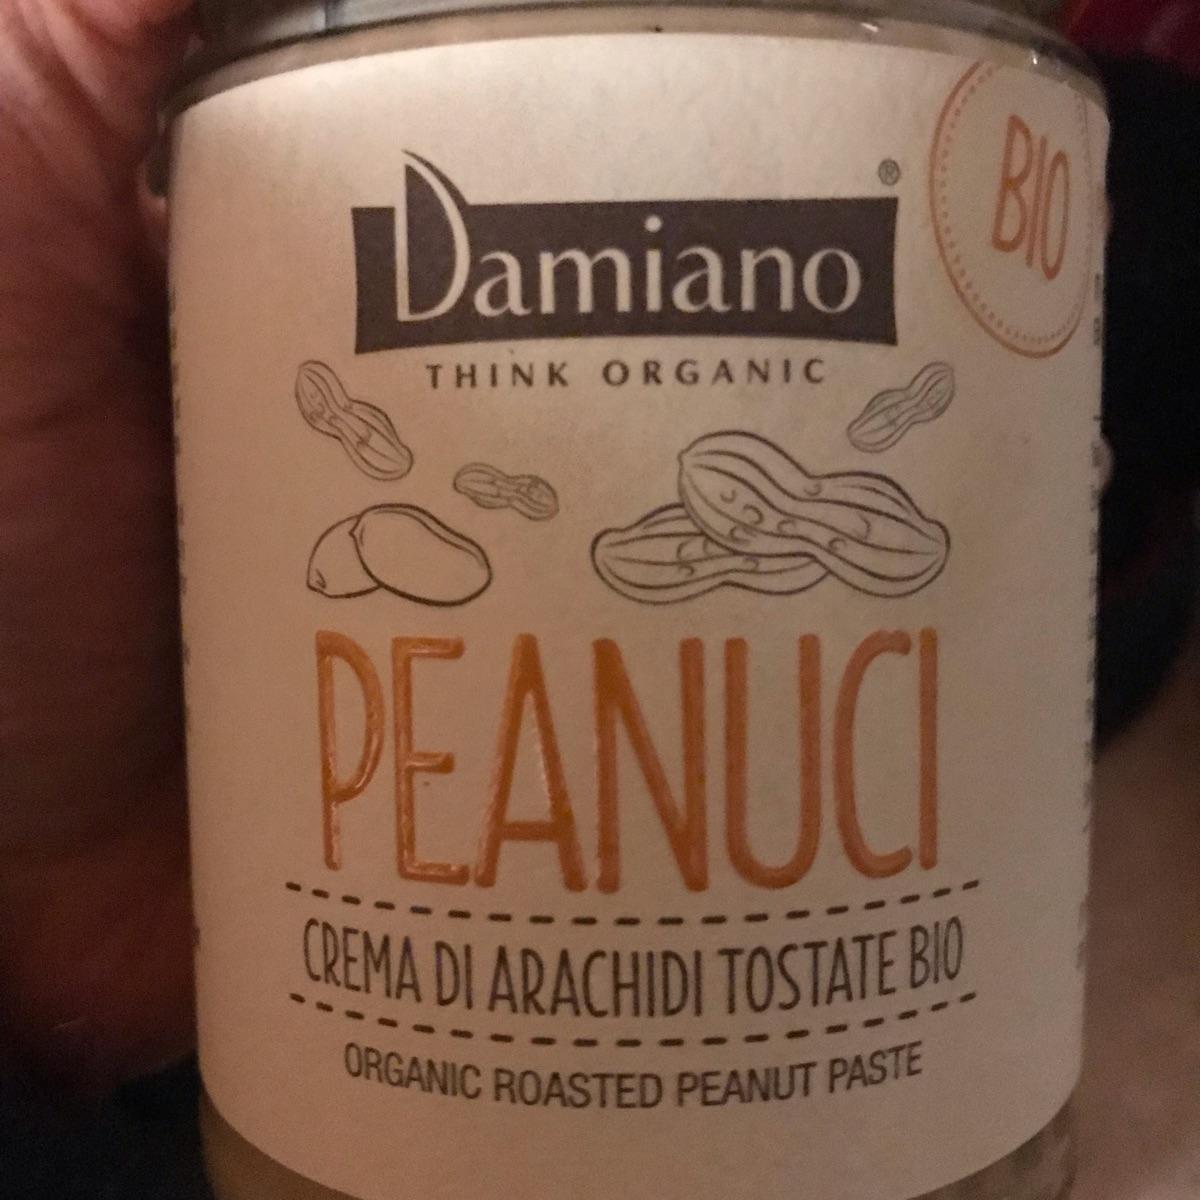 BIO
Damiano®
THINK ORGANIC
PEANUCI
CREMA DI ARACHIDI TOSTATE BIO
ORGANIC ROASTED PEANUT PASTE